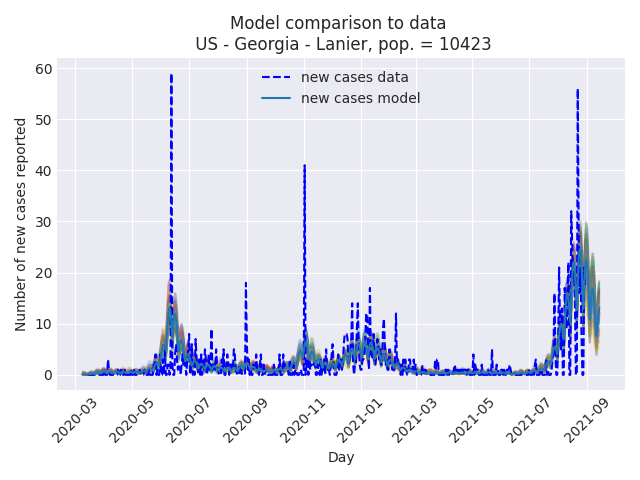 Model comparison to data
US - Georgia - Lanier, pop. = 10423
new cases data
new cases model
Number of new cases reported
60
50
40
30
20
10
0
2020-03
2020-05
2020-07
2020-09
2020-11
2021-01
2021-03
2021-05
2021-07
2021-09
Day